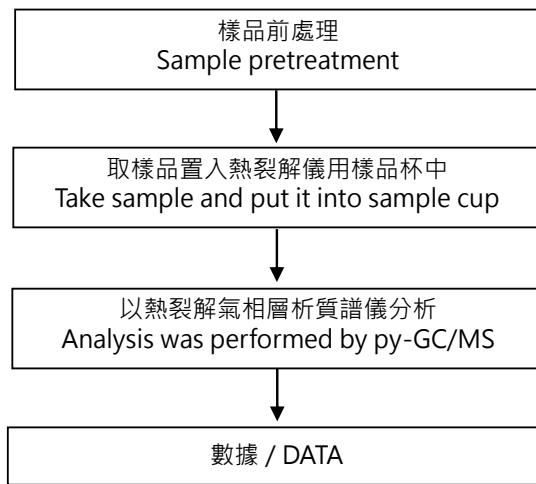 樣品前處理
Sample pretreatment
取樣品置入熱裂解儀用樣品杯中
Take sample and put it into sample cup
以熱裂解氣相層析質譜儀分析
Analysis was performed by py-GC/MS
數據 / DATA